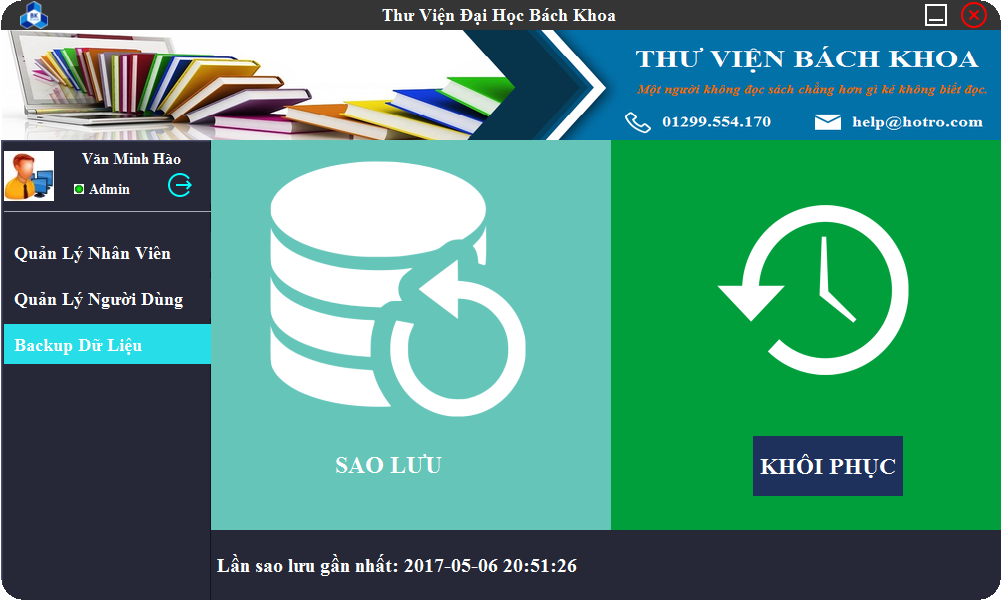 BK
Thư Viện Đại Học Bách Khoa
THƯ VIỆN BÁCH KHOA
Một người không đọc sách chẳng hơn gì kẻ không biết đọc.
01299.554.170
help@hotro.com
Văn Minh Hào
Admin
Quản Lý Nhân Viên
Quản Lý Người Dùng
Backup Dữ Liệu
SAO LƯU
KHÔI PHỤC
Lần sao lưu gần nhất: 2017-05-06 20:51:26